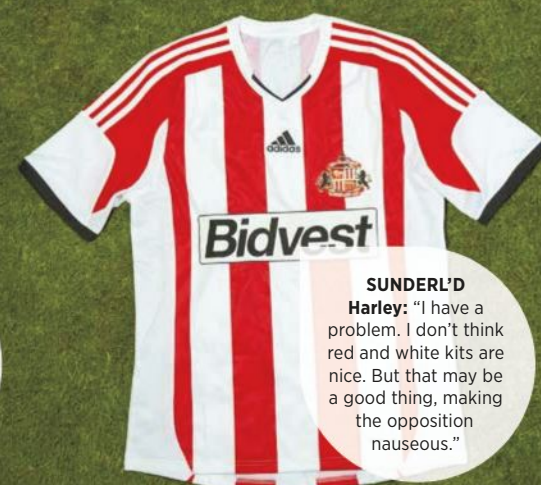 adidas
Bidvest
SUNDERL’D
Harley: “I have a
problem. I don’t think
red and white kits are
nice. But that may be
a good thing, making
the opposition
nauseous.”